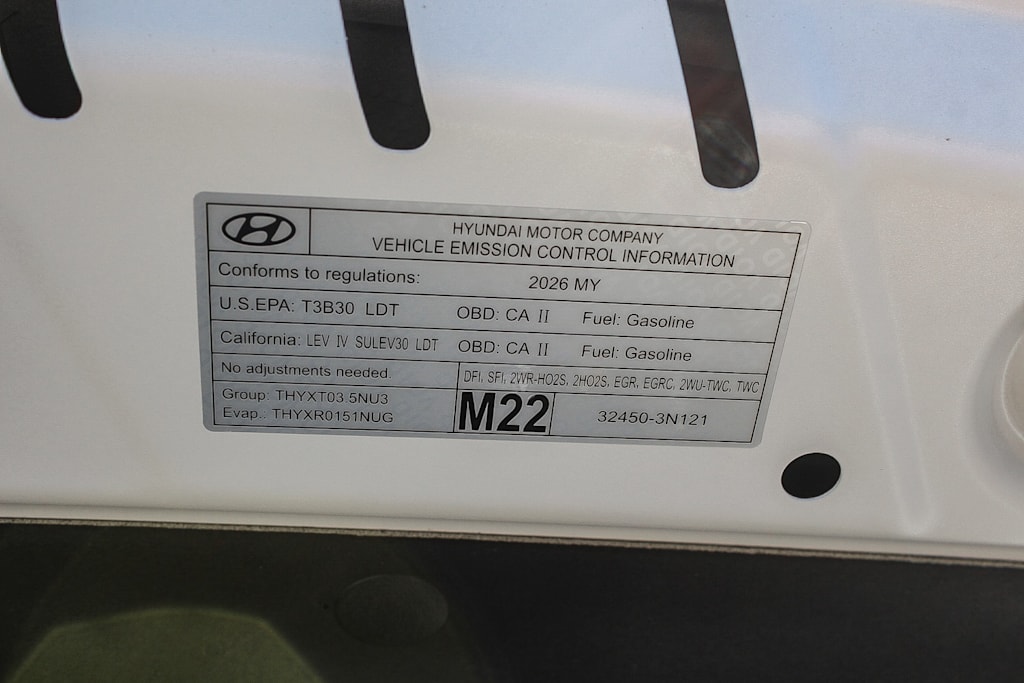 HYUNDAI MOTOR COMPANY
VEHICLE EMISSION CONTROL INFORMATION
Conforms to regulations: 2026 MY
U.S.EPA: T3B30 LDT OBD: CA II Fuel: Gasoline
California: LEV IV SULEV30 LDT OBD: CA II Fuel: Gasoline
No adjustments needed. DFI, SFI, 2WR-HO2S, 2HO2S, EGR, EGRC, 2WU-TWC, TWC
Group: THYXT03.5NU3
Evap.: THYXR0151NUG
M22
32450-3N121